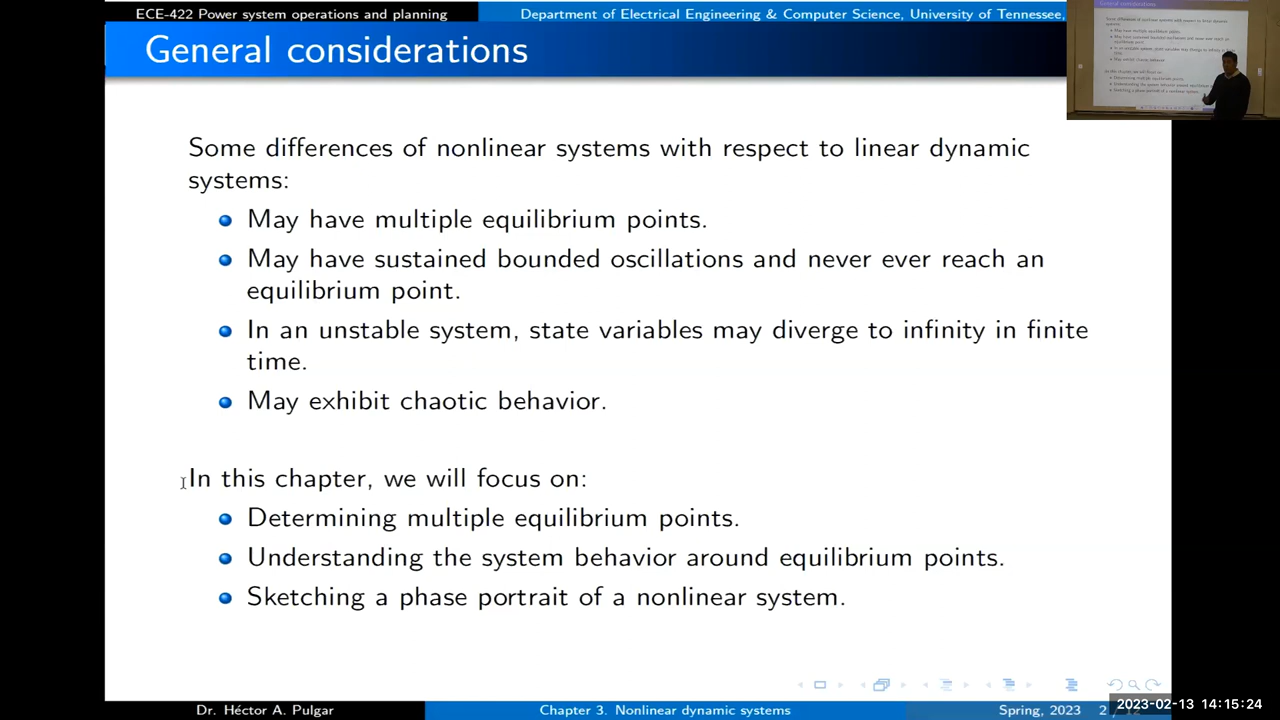 ECE-422 Power system operations and planning
Department of Electrical Engineering & Computer Science, University of Tennessee,
General considerations
Some differences of nonlinear systems with respect to linear dynamic
systems:
May have multiple equilibrium points.
May have sustained bounded oscillations and never ever reach an
equilibrium point.
In an unstable system, state variables may diverge to infinity in finite
time.
May exhibit chaotic behavior.
In this chapter, we will focus on:
Determining multiple equilibrium points.
Understanding the system behavior around equilibrium points.
Sketching a phase portrait of a nonlinear system.
Dr. Héctor A. Pulgar
Chapter 3. Nonlinear dynamic systems
Spring, 2023
2
2023-02-13 14:15:24